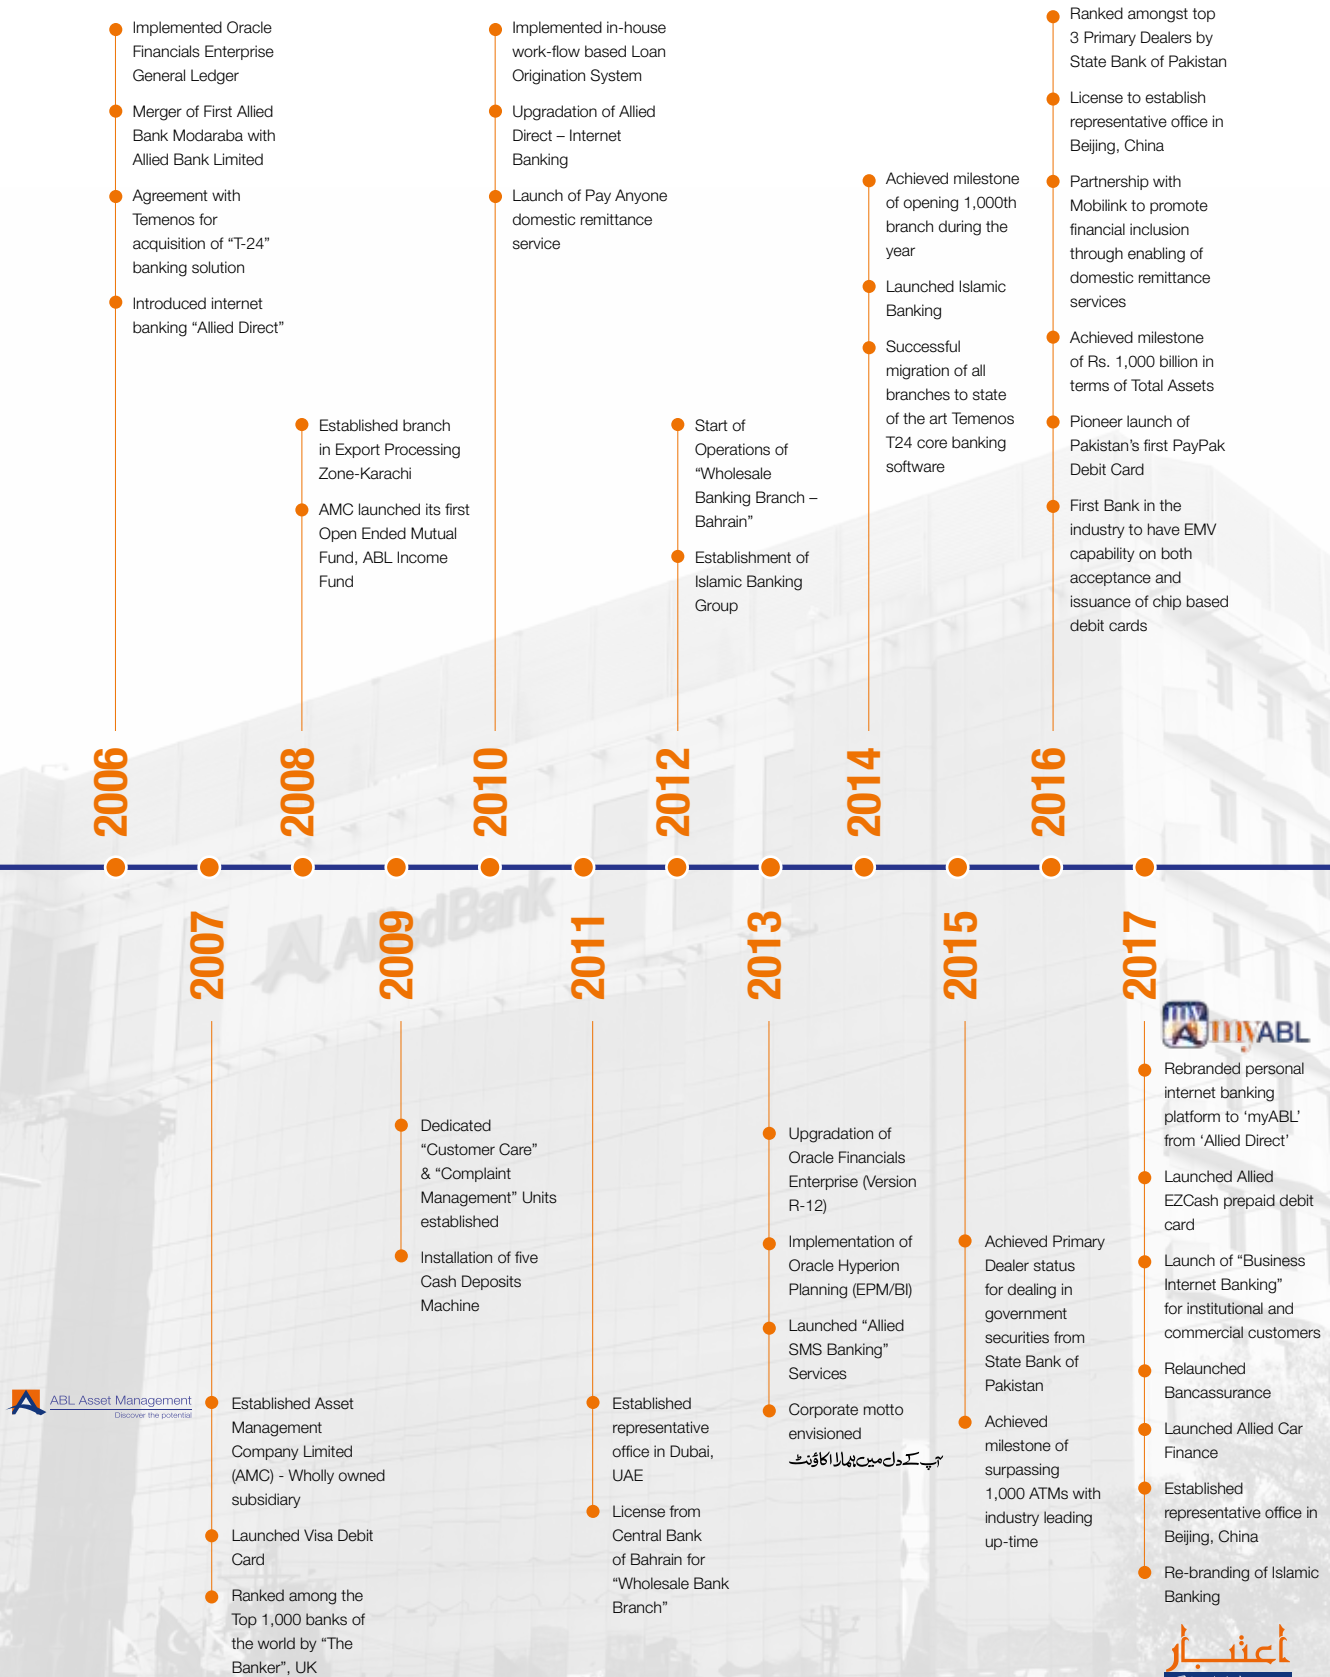 Implemented Oracle
Financials Enterprise
General Ledger
Merger of First Allied
Bank Modaraba with
Allied Bank Limited
Agreement with
Temenos for
acquisition of “T-24”
banking solution
Introduced internet
banking “Allied Direct”
2006
Established branch
in Export Processing
Zone-Karachi
AMC launched its first
Open Ended Mutual
Fund, ABL Income
Fund
2008
Implemented in-house
work-flow based Loan
Origination System
Upgradation of Allied
Direct – Internet
Banking
Launch of Pay Anyone
domestic remittance
service
2010
Start of
Operations of
“Wholesale
Banking Branch –
Bahrain”
Establishment of
Islamic Banking
Group
2012
Achieved milestone
of opening 1,000th
branch during the
year
Launched Islamic
Banking
Successful
migration of all
branches to state
of the art Temenos
T24 core banking
software
2014
Ranked amongst top
3 Primary Dealers by
State Bank of Pakistan
License to establish
representative office in
Beijing, China
Partnership with
Mobilink to promote
financial inclusion
through enabling of
domestic remittance
services
Achieved milestone
of Rs. 1,000 billion in
terms of Total Assets
Pioneer launch of
Pakistan’s first PayPak
Debit Card
First Bank in the
industry to have EMV
capability on both
acceptance and
issuance of chip based
debit cards
2016
Allied Bank
2007
ABL Asset Management
Discover the potential
Established Asset
Management
Company Limited
(AMC) - Wholly owned
subsidiary
Launched Visa Debit
Card
Ranked among the
Top 1,000 banks of
the world by “The
Banker”, UK
2009
Dedicated
“Customer Care”
& “Complaint
Management” Units
established
Installation of five
Cash Deposits
Machine
2011
Established
representative
office in Dubai,
UAE
License from
Central Bank
of Bahrain for
“Wholesale Bank
Branch”
2013
Upgradation of
Oracle Financials
Enterprise (Version
R-12)
Implementation of
Oracle Hyperion
Planning (EPM/BI)
Launched “Allied
SMS Banking”
Services
Corporate motto
envisioned
آپ کے دل میں ہمارا اکاؤنٹ
2015
Achieved Primary
Dealer status
for dealing in
government
securities from
State Bank of
Pakistan
Achieved
milestone of
surpassing
1,000 ATMs with
industry leading
up-time
2017
my
myABL
Rebranded personal
internet banking
platform to ‘myABL’
from ‘Allied Direct’
Launched Allied
EZCash prepaid debit
card
Launch of “Business
Internet Banking”
for institutional and
commercial customers
Relaunched
Bancassurance
Launched Allied Car
Finance
Established
representative office in
Beijing, China
Re-branding of Islamic
Banking
اعتبار